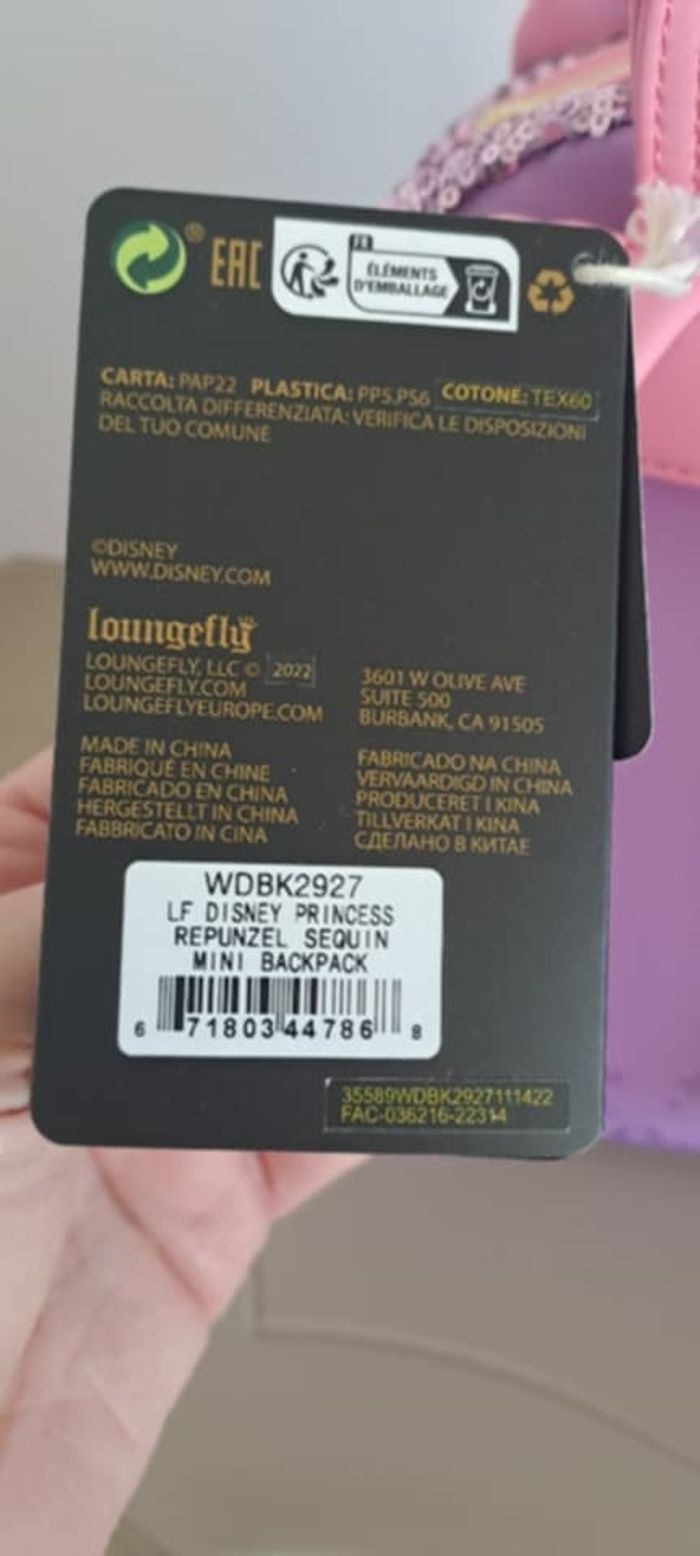 ® EAC FR ÉLÉMENTS
D'EMBALLAGE
CARTA: PAP22 PLASTICA: PP5.PS6 COTONE: TEX60
RACCOLTA DIFFERENZIATA: VERIFICA LE DISPOSIZIONI
DEL TUO COMUNE
©DISNEY
WWW.DISNEY.COM
loungefly
LOUNGEFLY, LLC © 2022
LOUNGEFLY.COM
LOUNGEFLYEUROPE.COM
3601 W OLIVE AVE
SUITE 500
BURBANK, CA 91505
MADE IN CHINA
FABRIQUÉ EN CHINE
FABRICADO EN CHINA
HERGESTELLT IN CHINA
FABBRICATO IN CINA
FABRICADO NA CHINA
VERVAARDIGD IN CHINA
PRODUCERET I KINA
TILLVERKAT I KINA
СДЕЛАНО В КИТАЕ
WDBK2927
LF DISNEY PRINCESS
REPUNZEL SEQUIN
MINI BACKPACK
6 71803 44786 8
35589WDBK2927111422
FAC-036216-22314